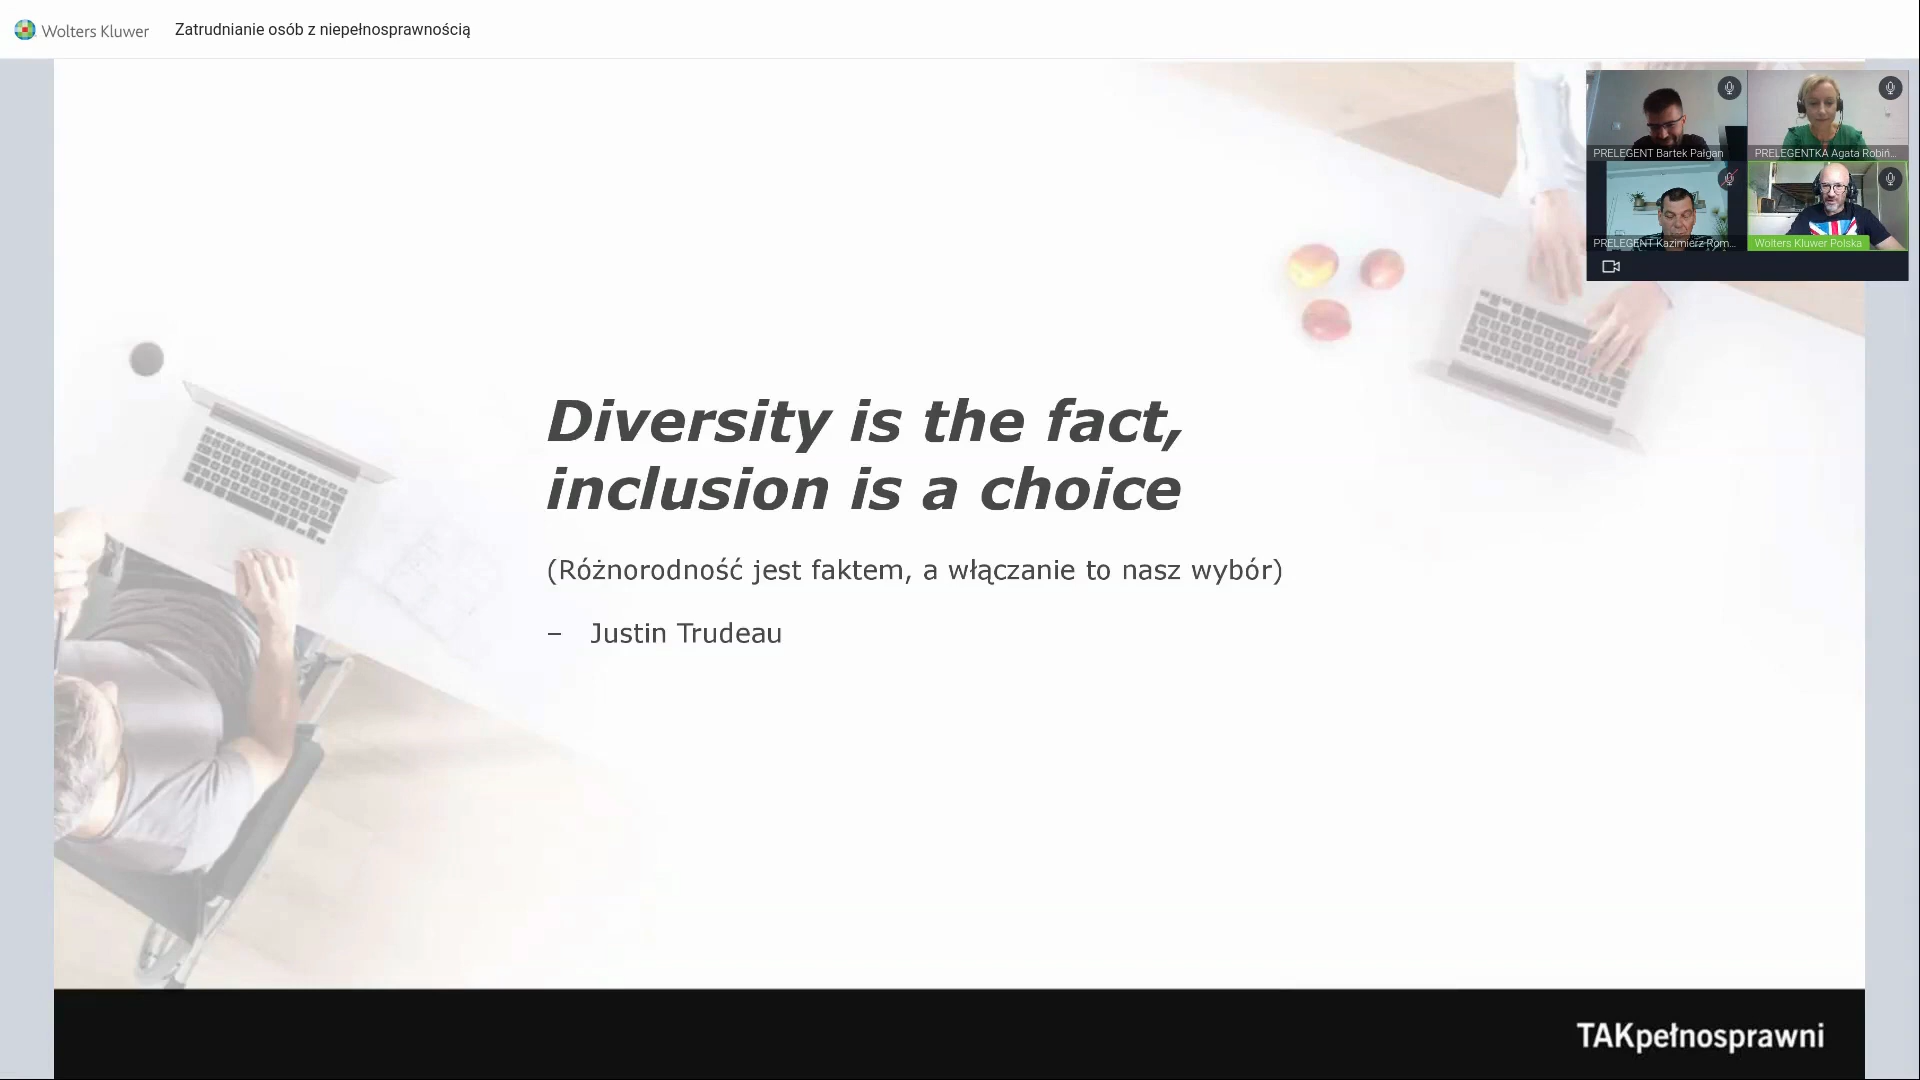 Wolters Kluwer
Zatrudnianie osób z niepełnosprawnością
PRELEGENT Bartek Pałgan
PRELEGENTKA Agata Robiń...
PRELEGENT Kazimierz Rom...
Wolters Kluwer Polska
Diversity is the fact,
inclusion is a choice
(Różnorodność jest faktem, a włączanie to nasz wybór)
– Justin Trudeau
TAKpełnosprawni